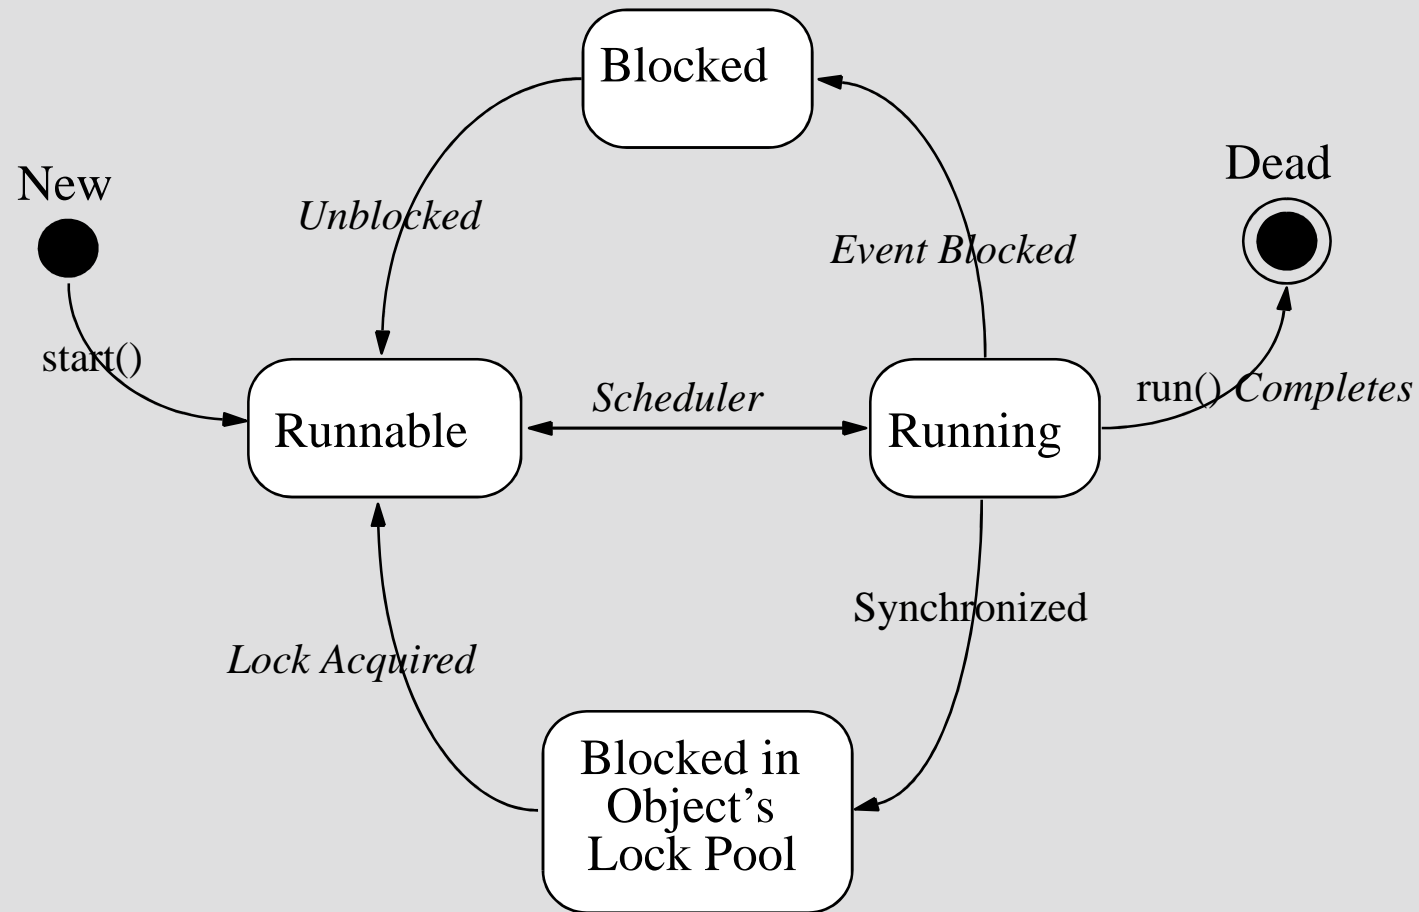 Blocked
New
Dead
Unblocked
Event Blocked
start()
run() Completes
Scheduler
Runnable
Running
Synchronized
Lock Acquired
Blocked in
Object’s
Lock Pool